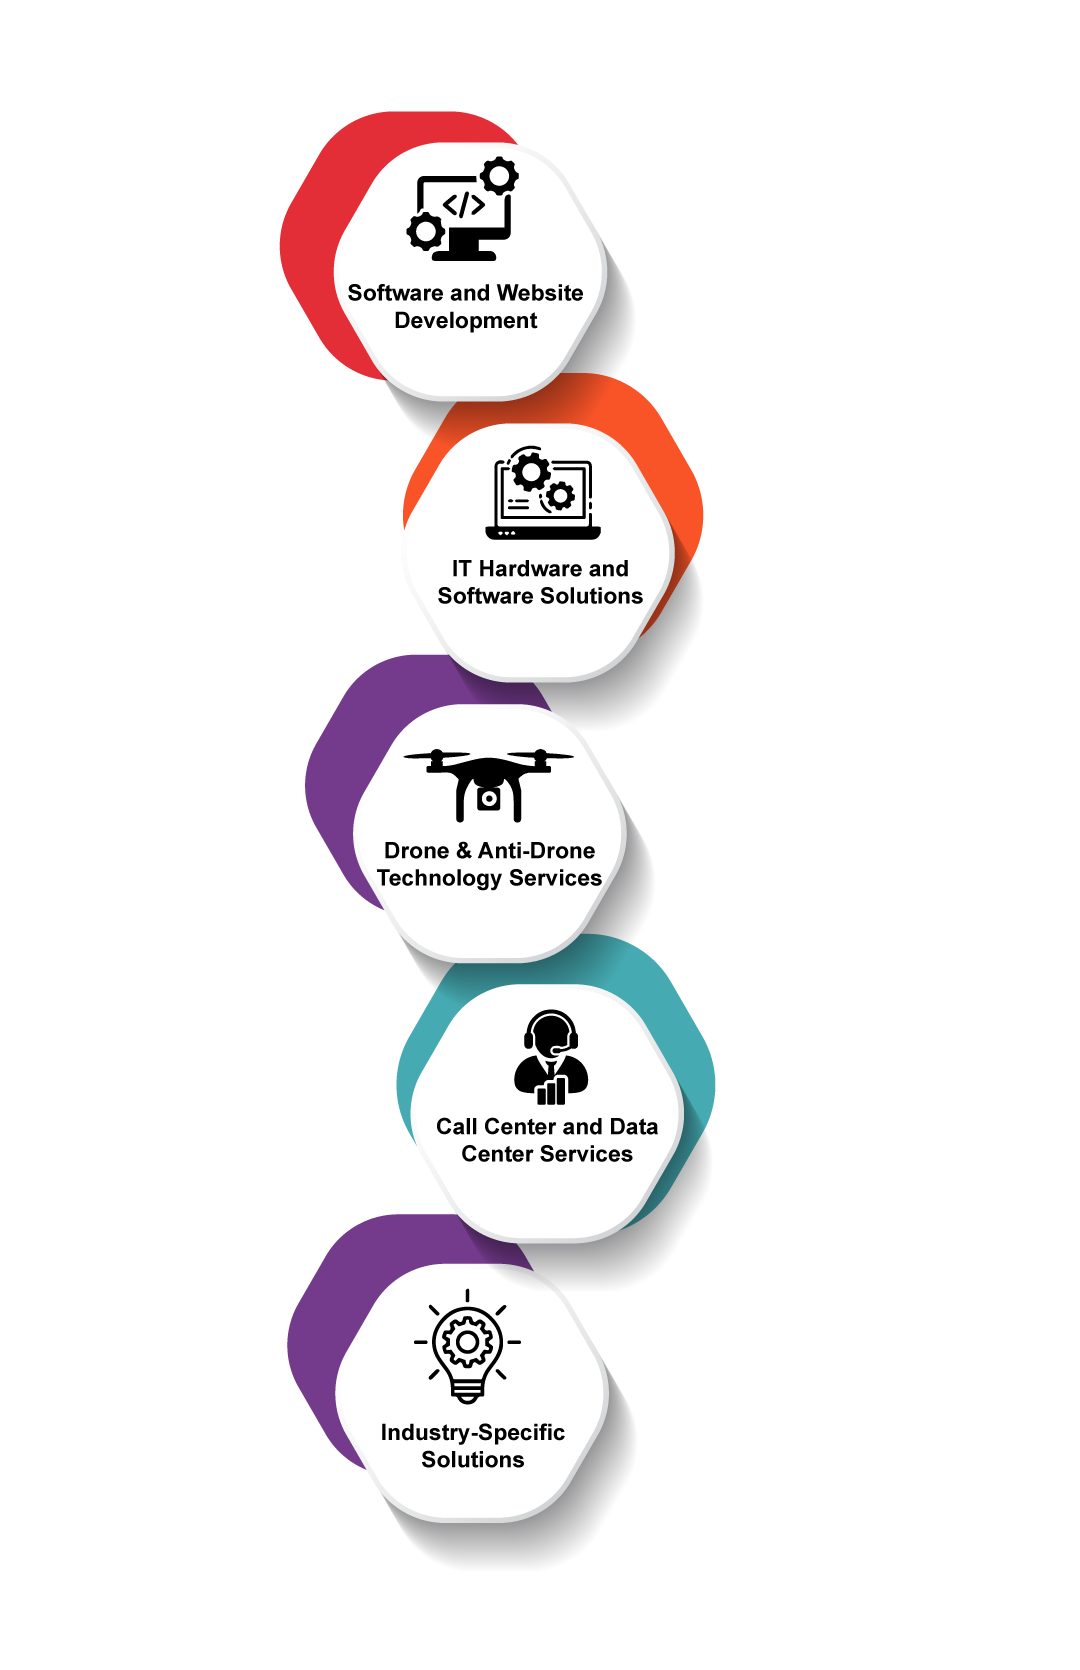 </>
Software and Website
Development
IT Hardware and
Software Solutions
Drone & Anti-Drone
Technology Services
Call Center and Data
Center Services
Industry-Specific
Solutions